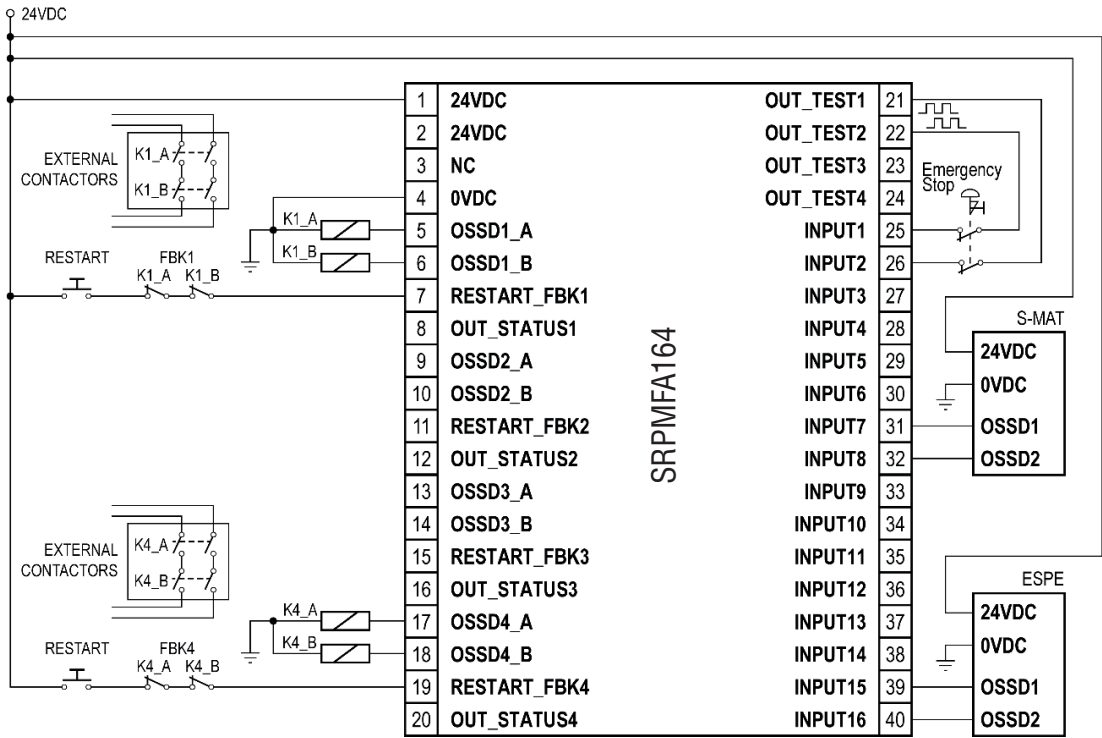 24VDC
EXTERNAL
CONTACTORS
K1_A
K1_B
RESTART
FBK1
K1_A K1_B
K1_A
K1_B
EXTERNAL
CONTACTORS
K4_A
K4_B
RESTART
FBK4
K4_A K4_B
K4_A
K4_B
1 24VDC
2 24VDC
3 NC
4 0VDC
5 OSSD1_A
6 OSSD1_B
7 RESTART_FBK1
8 OUT_STATUS1
9 OSSD2_A
10 OSSD2_B
11 RESTART_FBK2
12 OUT_STATUS2
13 OSSD3_A
14 OSSD3_B
15 RESTART_FBK3
16 OUT_STATUS3
17 OSSD4_A
18 OSSD4_B
19 RESTART_FBK4
20 OUT_STATUS4
SRPMFA164
OUT_TEST1 21
OUT_TEST2 22
OUT_TEST3 23
OUT_TEST4 24
INPUT1 25
INPUT2 26
INPUT3 27
INPUT4 28
INPUT5 29
INPUT6 30
INPUT7 31
INPUT8 32
INPUT9 33
INPUT10 34
INPUT11 35
INPUT12 36
INPUT13 37
INPUT14 38
INPUT15 39
INPUT16 40
Emergency
Stop
S-MAT
24VDC
0VDC
OSSD1
OSSD2
ESPE
24VDC
0VDC
OSSD1
OSSD2